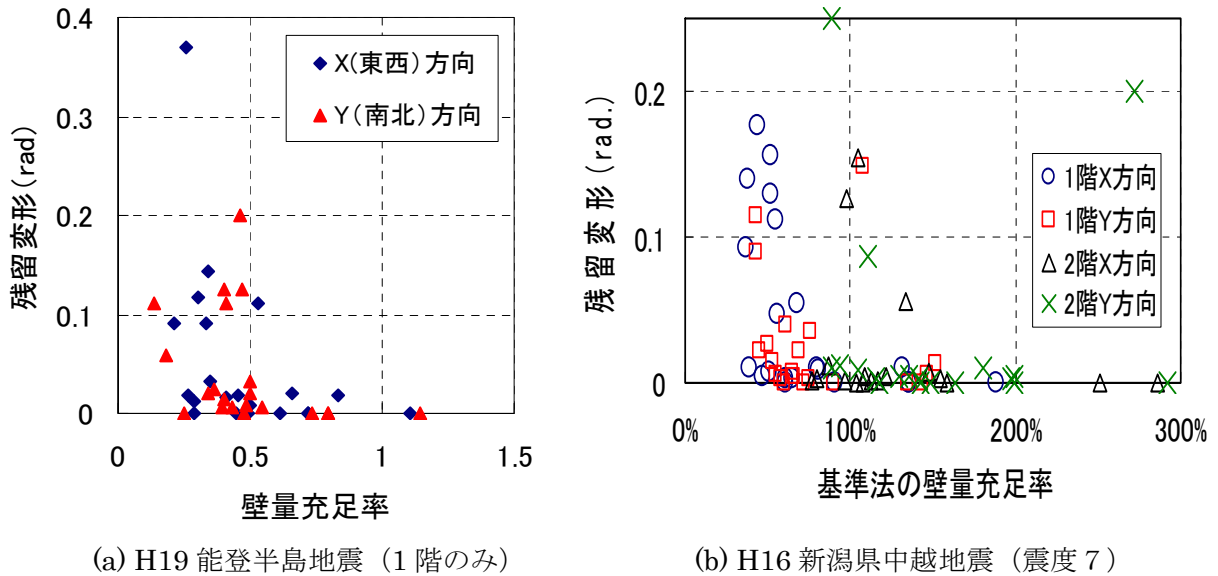 0.4
0.3
0.2
0.1
0
0
0.5
1
1.5
残留変形(rad)
壁量充足率
X(東西)方向
Y(南北)方向
(a) H19 能登半島地震（1 階のみ）
0.2
0.1
0
0%
100%
200%
300%
残留変形(rad.)
基準法の壁量充足率
1階X方向
1階Y方向
2階X方向
2階Y方向
(b) H16 新潟県中越地震（震度７）